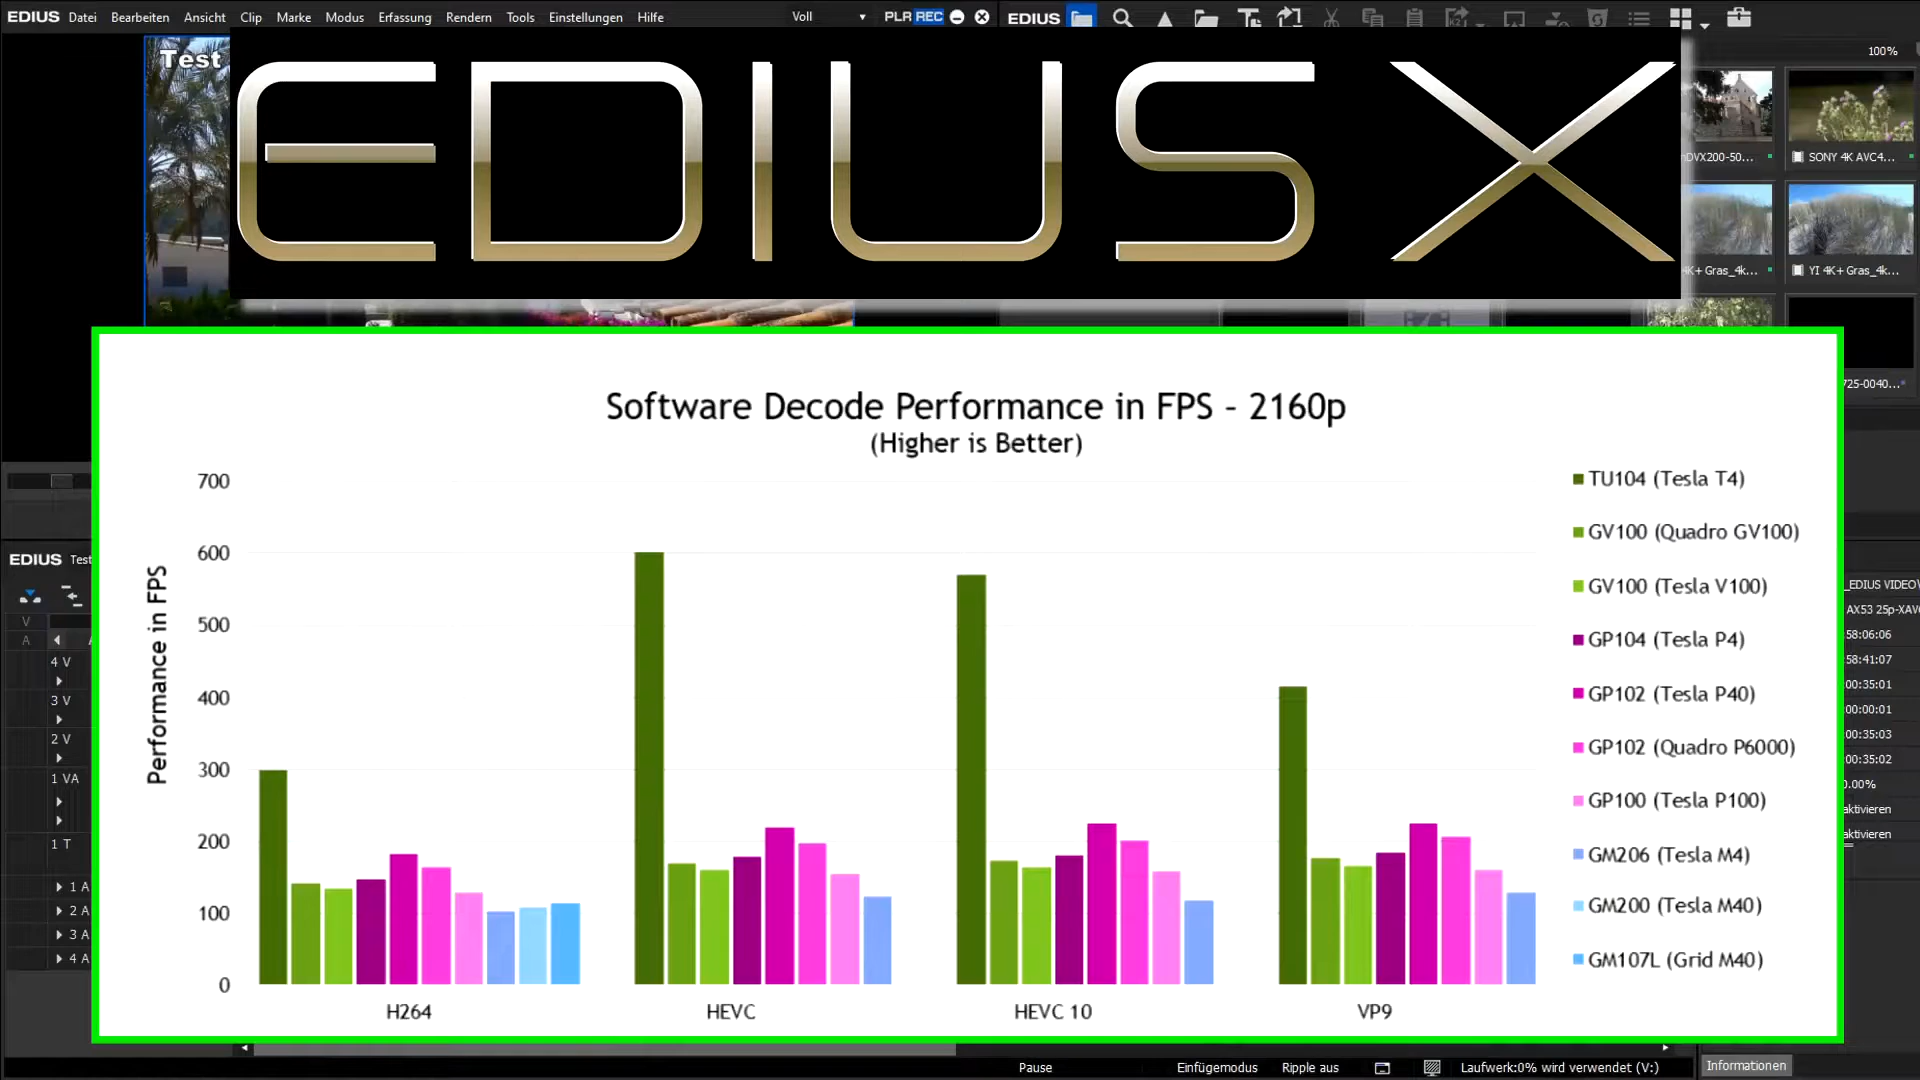 EDIUS Datei Bearbeiten Ansicht Clip Marke Modus Erfassung Rendern Tools Einstellungen Hilfe Voll PLR REC EDIUS
100%
Test
EDIUS X
DVX200-50... SONY 4K AVC4...
4K+ Gras_4k... YI 4K+ Gras_4k...
725-0040...
Software Decode Performance in FPS - 2160p
(Higher is Better)
Performance in FPS
700
600
500
400
300
200
100
0
H264 HEVC HEVC 10 VP9
TU104 (Tesla T4)
GV100 (Quadro GV100)
GV100 (Tesla V100)
GP104 (Tesla P4)
GP102 (Tesla P40)
GP102 (Quadro P6000)
GP100 (Tesla P100)
GM206 (Tesla M4)
GM200 (Tesla M40)
GM107L (Grid M40)
EDIUS Test
V
A
4 V
3 V
2 V
1 VA
1 T
1 A
2 A
3 A
4 A
_EDIUS VIDEO\
AX53 25p-XAV
58:06:06
58:41:07
00:35:01
00:00:01
00:35:03
00:35:02
0.00%
aktivieren
aktivieren
Pause Einfügemodus Ripple aus Laufwerk:0% wird verwendet (V:) Informationen